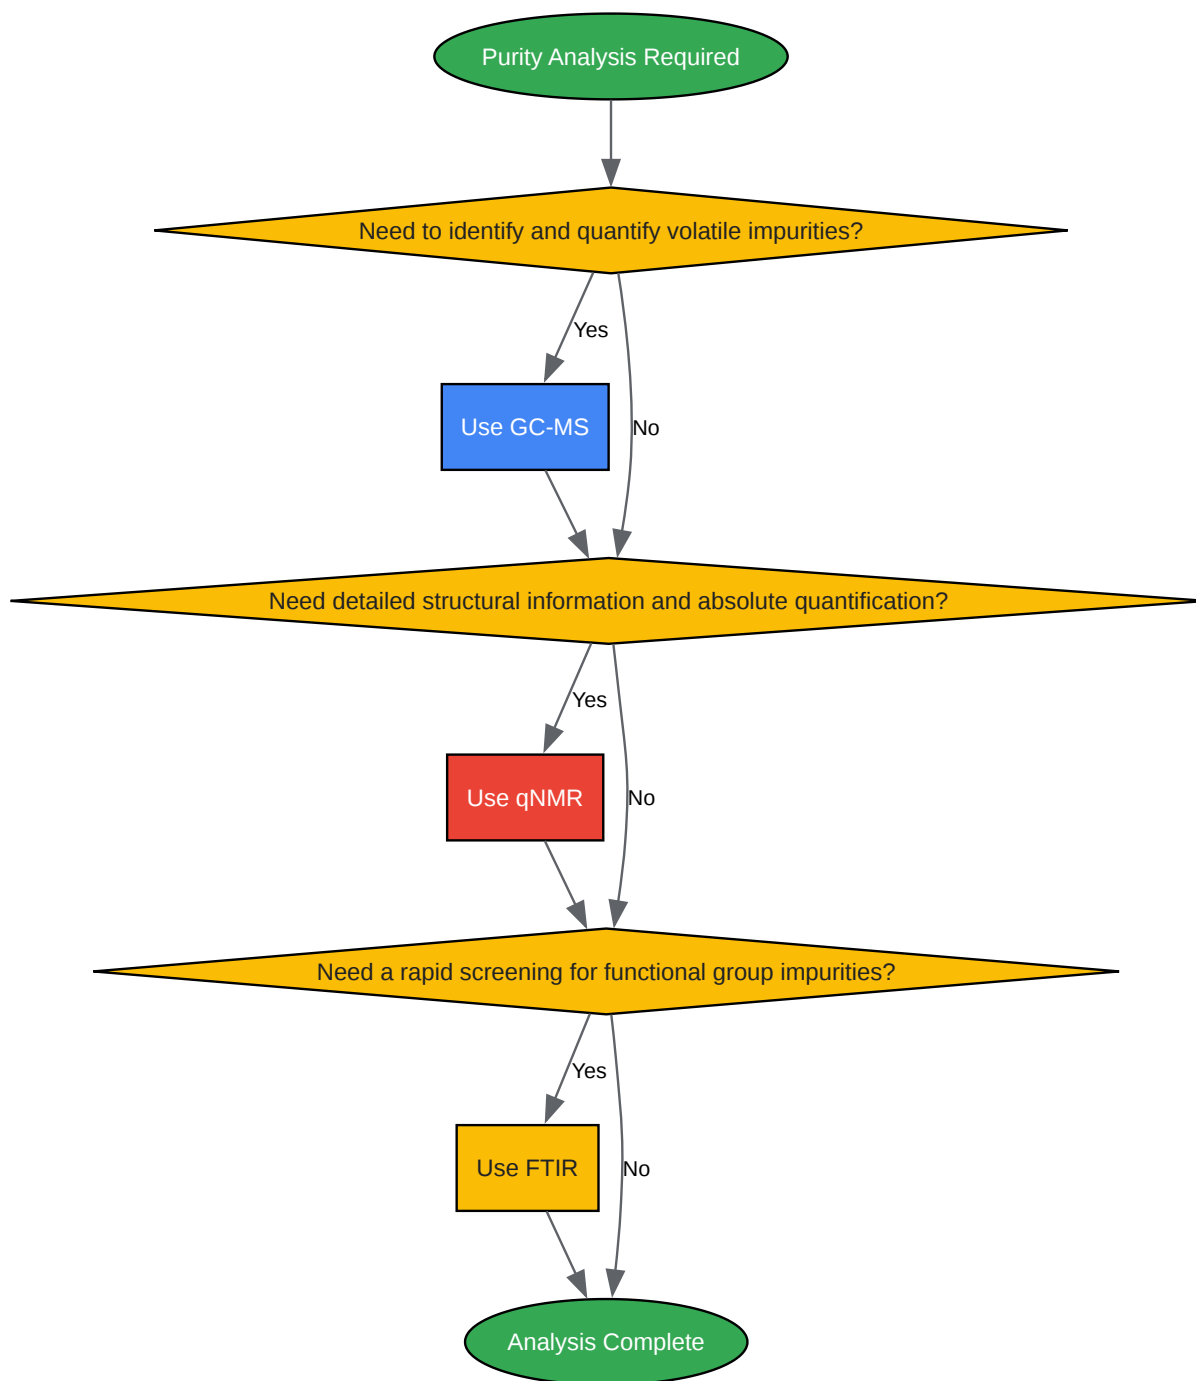 Purity Analysis Required
Need to identify and quantify volatile impurities?
Yes
Use GC-MS
No
Need detailed structural information and absolute quantification?
Yes
Use qNMR
No
Need a rapid screening for functional group impurities?
Yes
Use FTIR
No
Analysis Complete